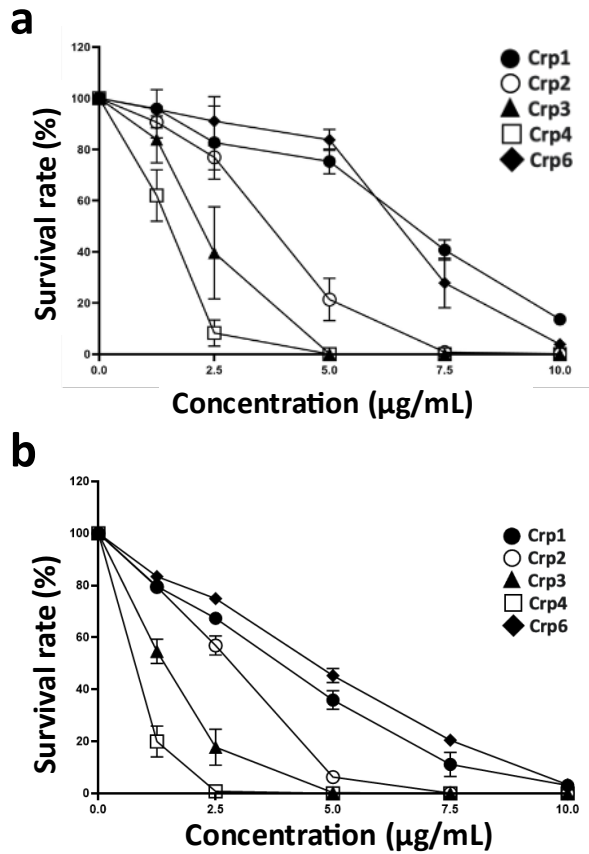 a
120
100
80
60
40
20
0
0.0 2.5 5.0 7.5 10.0
Survival rate (%)
Concentration (µg/mL)
Crp1
Crp2
Crp3
Crp4
Crp6
b
120
100
80
60
40
20
0
0.0 2.5 5.0 7.5 10.0
Survival rate (%)
Concentration (µg/mL)
Crp1
Crp2
Crp3
Crp4
Crp6